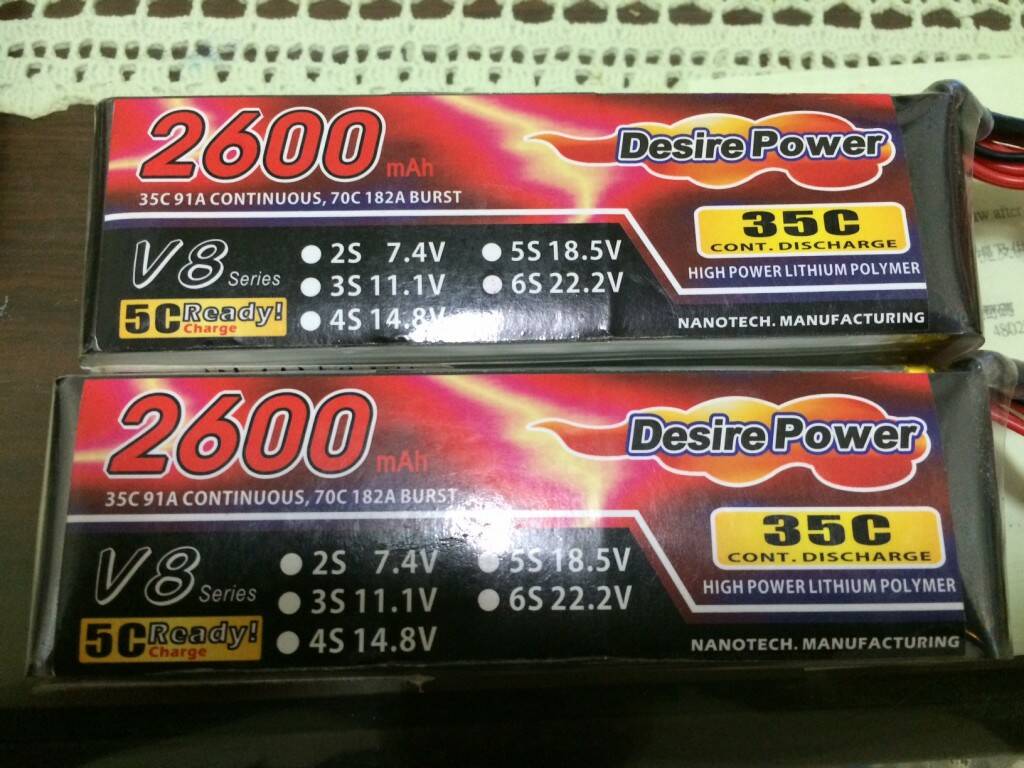 2600 mAh
Desire Power
35C 91A CONTINUOUS, 70C 182A BURST
35C
CONT. DISCHARGE
V8 Series
2S 7.4V
5S 18.5V
3S 11.1V
6S 22.2V
4S 14.8V
HIGH POWER LITHIUM POLYMER
5C Ready!
Charge
NANOTECH. MANUFACTURING
2600 mAh
Desire Power
35C 91A CONTINUOUS, 70C 182A BURST
35C
CONT. DISCHARGE
V8 Series
2S 7.4V
5S 18.5V
3S 11.1V
6S 22.2V
4S 14.8V
HIGH POWER LITHIUM POLYMER
5C Ready!
Charge
NANOTECH. MANUFACTURING
after